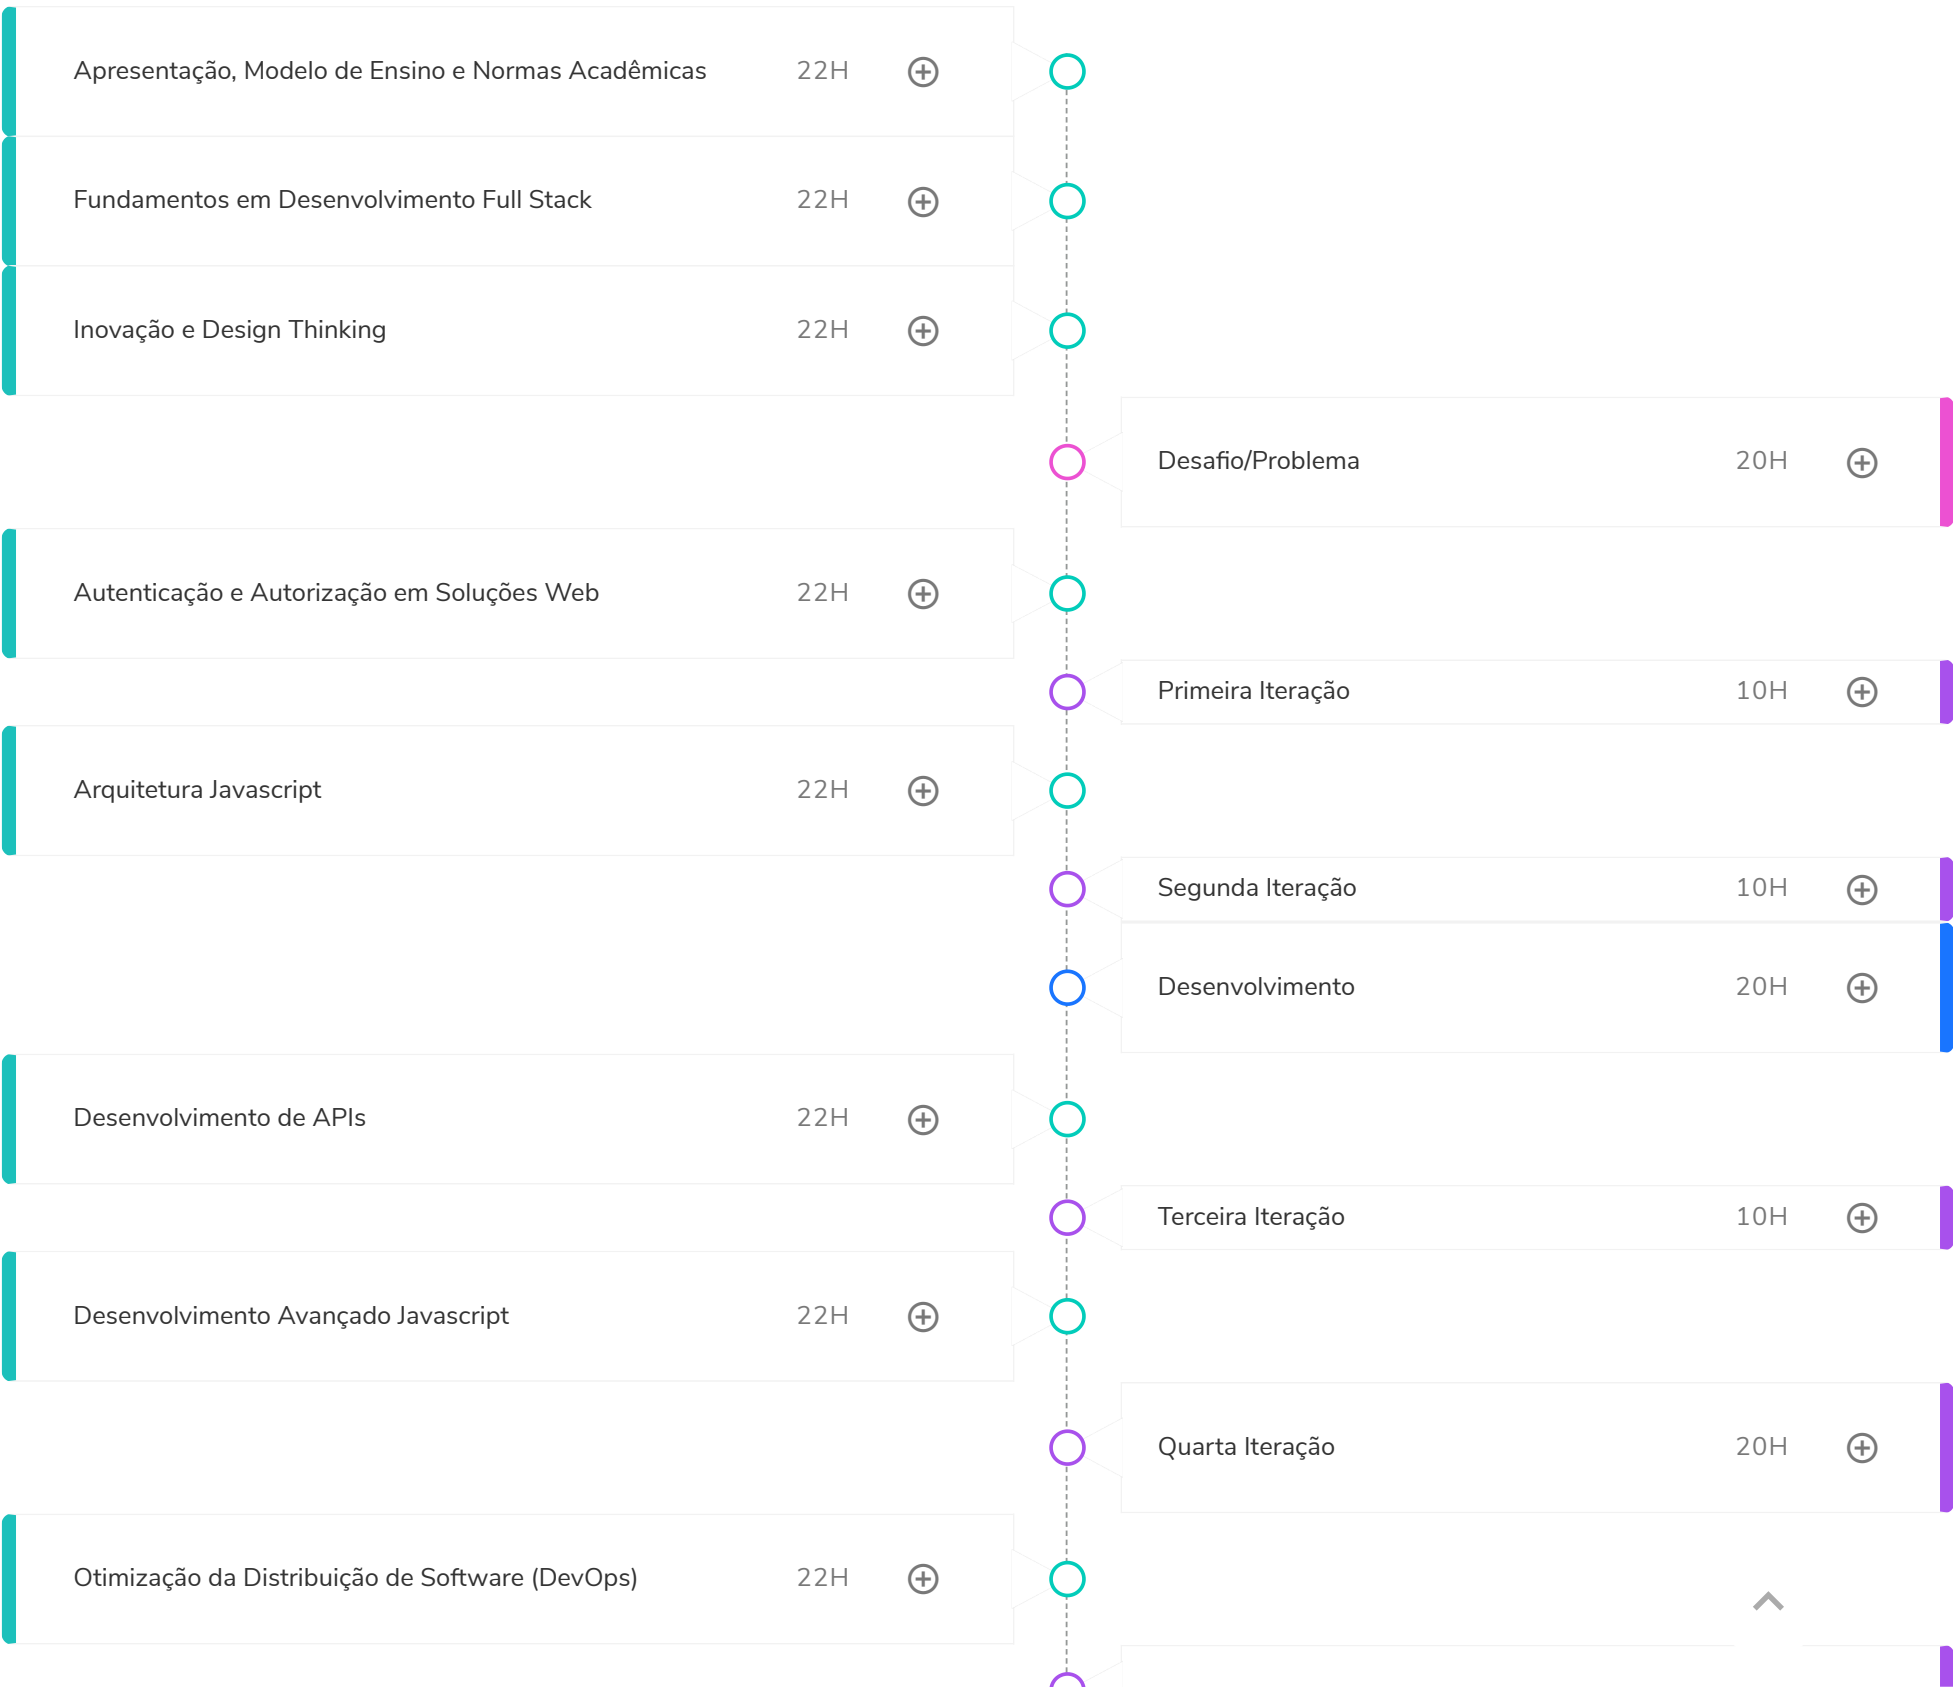 Apresentação, Modelo de Ensino e Normas Acadêmicas 22H
Fundamentos em Desenvolvimento Full Stack 22H
Inovação e Design Thinking 22H
Desafio/Problema 20H
Autenticação e Autorização em Soluções Web 22H
Primeira Iteração 10H
Arquitetura Javascript 22H
Segunda Iteração 10H
Desenvolvimento 20H
Desenvolvimento de APIs 22H
Terceira Iteração 10H
Desenvolvimento Avançado Javascript 22H
Quarta Iteração 20H
Otimização da Distribuição de Software (DevOps) 22H